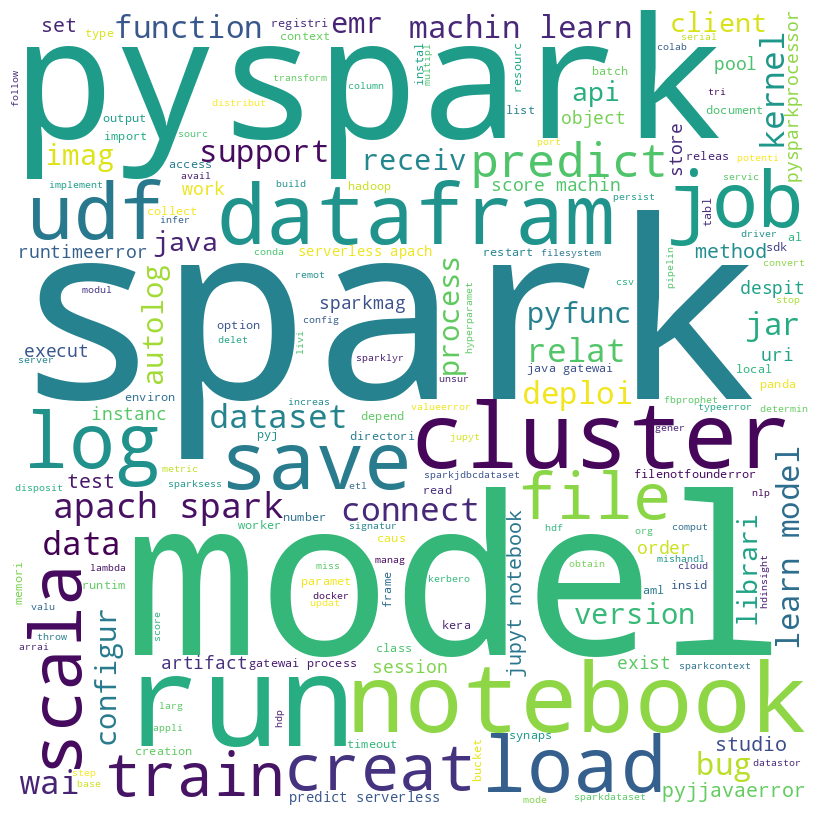 set
function
registri
emr
machin learn
client
type
context
instal
multipl
serial
colab
follow
pyspark
kernel
resourc
transform
column
batch
pool
api
tri
pysparkprocessor
distribut
list
document
output
import
sourc
object
imag
support
receiv
predict
port
store
releas
potenti
access
avail
implement
work
build
hadoop
score machin
persist
servic
udf
datafram
job
collect
infer
tabl
driver
al
runtimeerror
java
conda
serverless apach
restart
filesystem
method
sdk
pipelin
convert
modul
spark
remot
process
csv
despit
stop
autolog
option
config
sparkmag
hyperparamet
pyfunc
jar
uri
execut
server
delet
livi
sparklyr
java gatewai
relat
local
environ
unsur
panda
instanc
dataset
increas
depend
valueerror
deploi
fbprophet
typeerror
determin
log
pyj
directori
jupyt
cluster
gener
metric
save
etl
sparkjdbcdataset
filenotfounderror
disposit
test
sparksess
read
file
nlp
apach spark
connect
number
worker
signatur
hdf
org
comput
learn model
data
caus
miss
manag
order
mishandl
librari
scala
memori
lambda
runtim
model
paramet
docker
updat
frame
kerbero
jupyt notebook
obtain
insid
aml
cloud
hdinsight
valu
throw
arrai
score
kera
version
configur
class
artifact
gatewai process
session
exist
sparkcontext
run
notebook
larg
appli
hdp
creation
timeout
synaps
studio
wai
step
base
train
creat
bucket
load
bug
datastor
predict serverless
mode
sparkdataset
pyjjavaerror